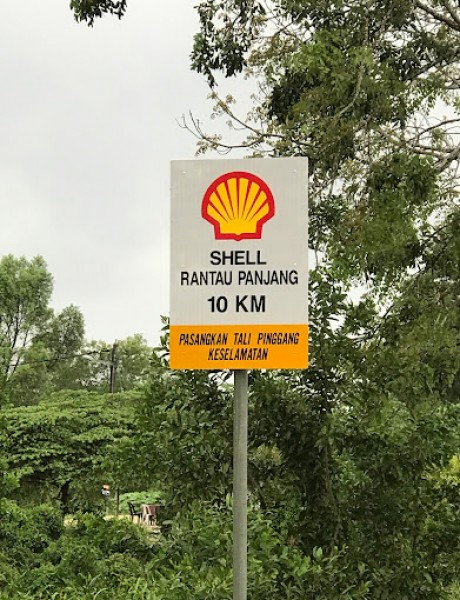 SHELL
RANTAU PANJANG
10 KM
PASANGKAN TALI PINGGANG
KESELAMATAN